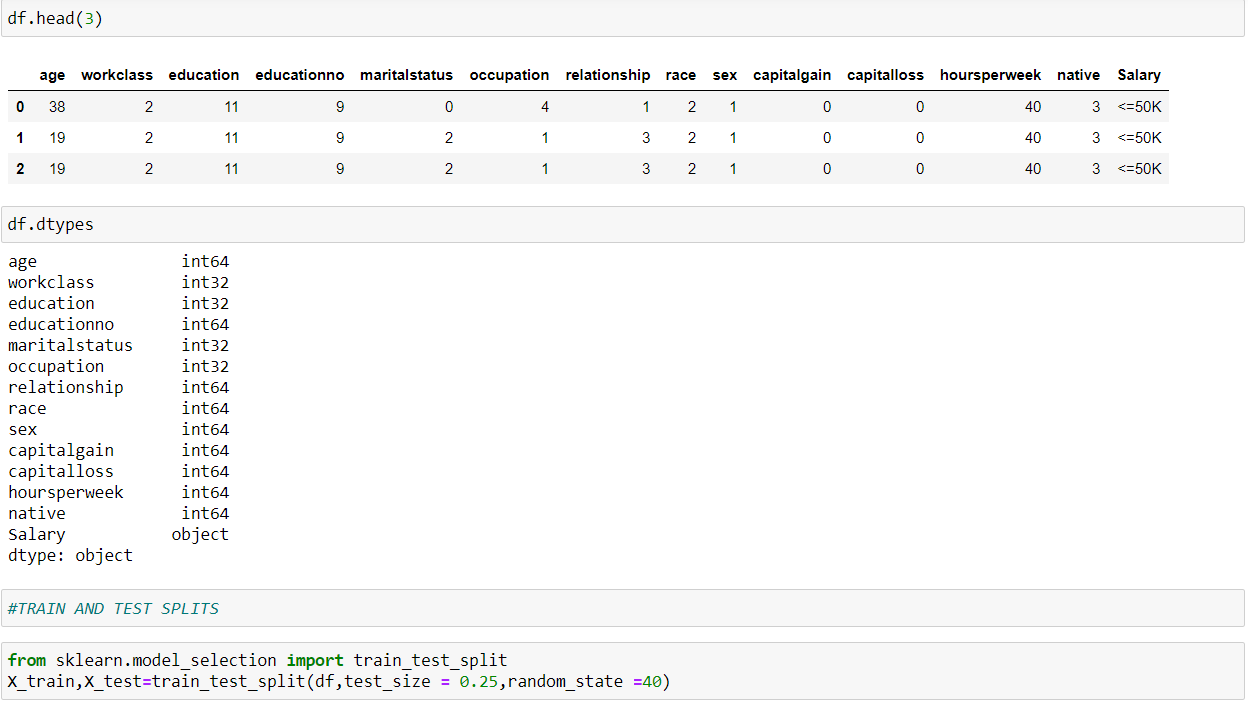 df.head(3)
age workclass education educationno maritalstatus occupation relationship race sex capitalgain capitalloss hoursperweek native Salary
0 38 2 11 9 0 4 1 2 1 0 0 40 3 <=50K
1 19 2 11 9 2 1 3 2 1 0 0 40 3 <=50K
2 19 2 11 9 2 1 3 2 1 0 0 40 3 <=50K
df.dtypes
age int64
workclass int32
education int32
educationno int64
maritalstatus int32
occupation int32
relationship int64
race int64
sex int64
capitalgain int64
capitalloss int64
hoursperweek int64
native int64
Salary object
dtype: object
#TRAIN AND TEST SPLITS
from sklearn.model_selection import train_test_split
X_train,X_test=train_test_split(df,test_size = 0.25,random_state =40)